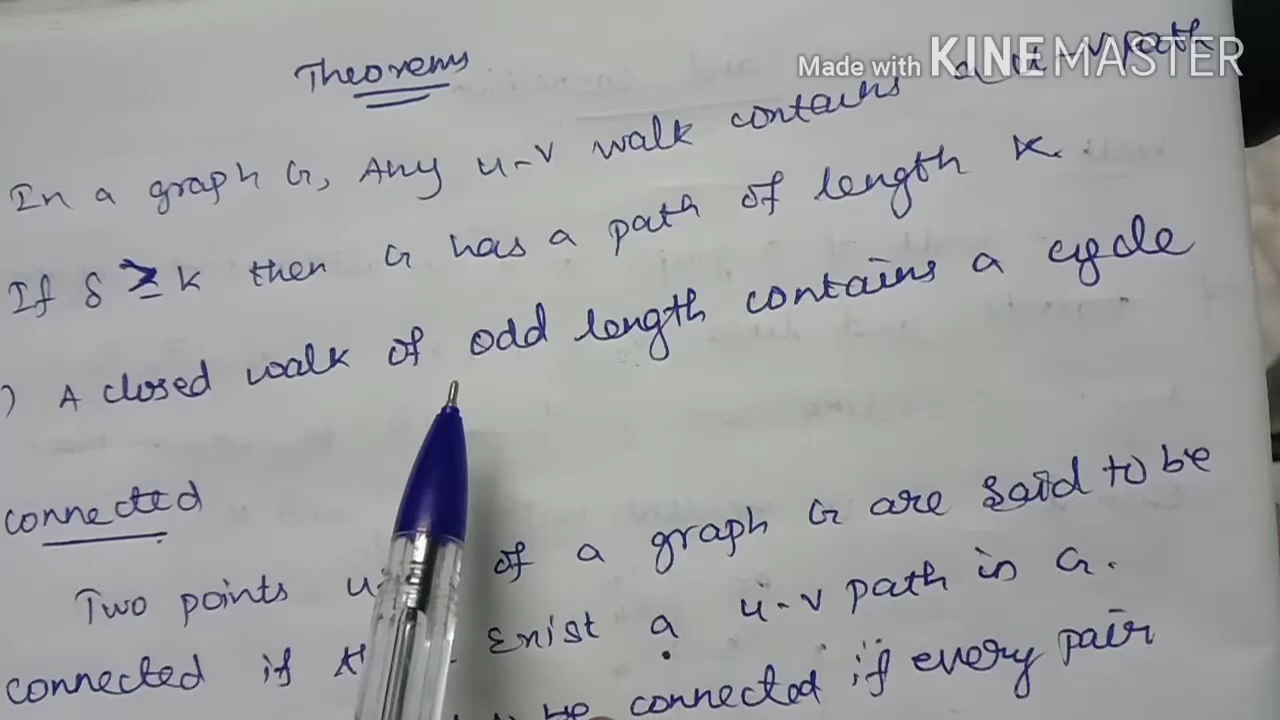 Made with KINEMASTER
Theorems
In a graph G, Any u-v walk contains a u-v path
If δ ≥ k then G has a path of length k.
) A closed walk of odd length contains a cycle
connected
Two points u of a graph G are said to be
connected if exist a u-v path in G.
be connected if every pair